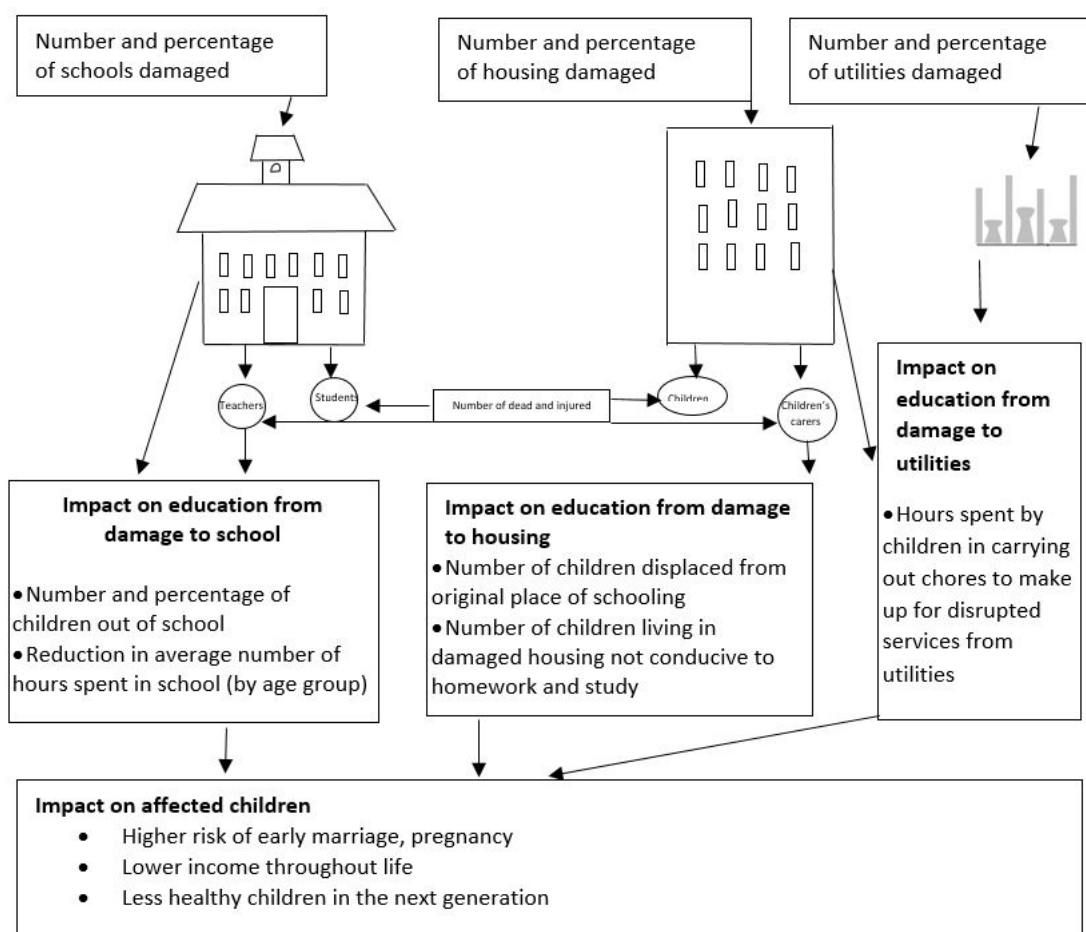 Number and percentage
of schools damaged
Number and percentage
of housing damaged
Number and percentage
of utilities damaged
Teachers
Students
Number of dead and injured
Children
Children's
carers
Impact on education from
damage to school
•Number and percentage of
children out of school
•Reduction in average number of
hours spent in school (by age group)
Impact on education from damage
to housing
•Number of children displaced from
original place of schooling
•Number of children living in
damaged housing not conducive to
homework and study
Impact on
education from
damage to
utilities
•Hours spent by
children in carrying
out chores to make
up for disrupted
services from
utilities
Impact on affected children
• Higher risk of early marriage, pregnancy
• Lower income throughout life
• Less healthy children in the next generation